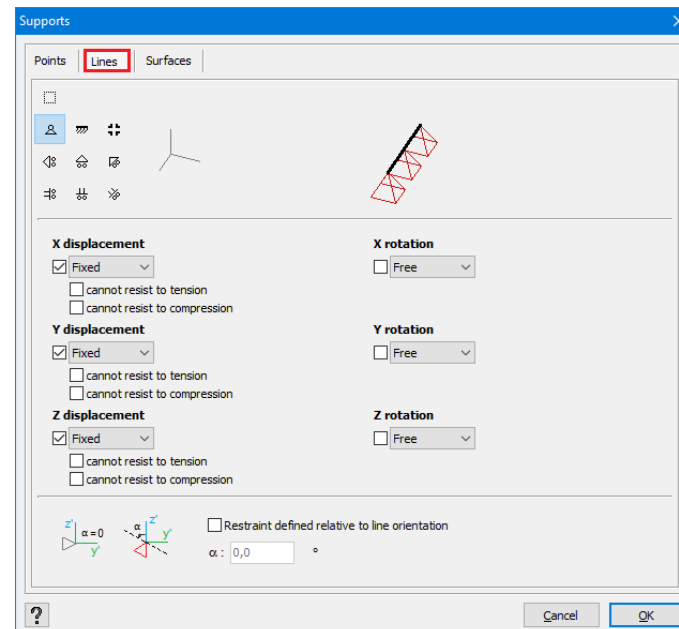 Supports
Points Lines Surfaces
X displacement X rotation
Fixed Free
cannot resist to tension
cannot resist to compression
Y displacement Y rotation
Fixed Free
cannot resist to tension
cannot resist to compression
Z displacement Z rotation
Fixed Free
cannot resist to tension
cannot resist to compression
z' α=0 y' α z' y' Restraint defined relative to line orientation
α : 0,0 °
? Cancel OK